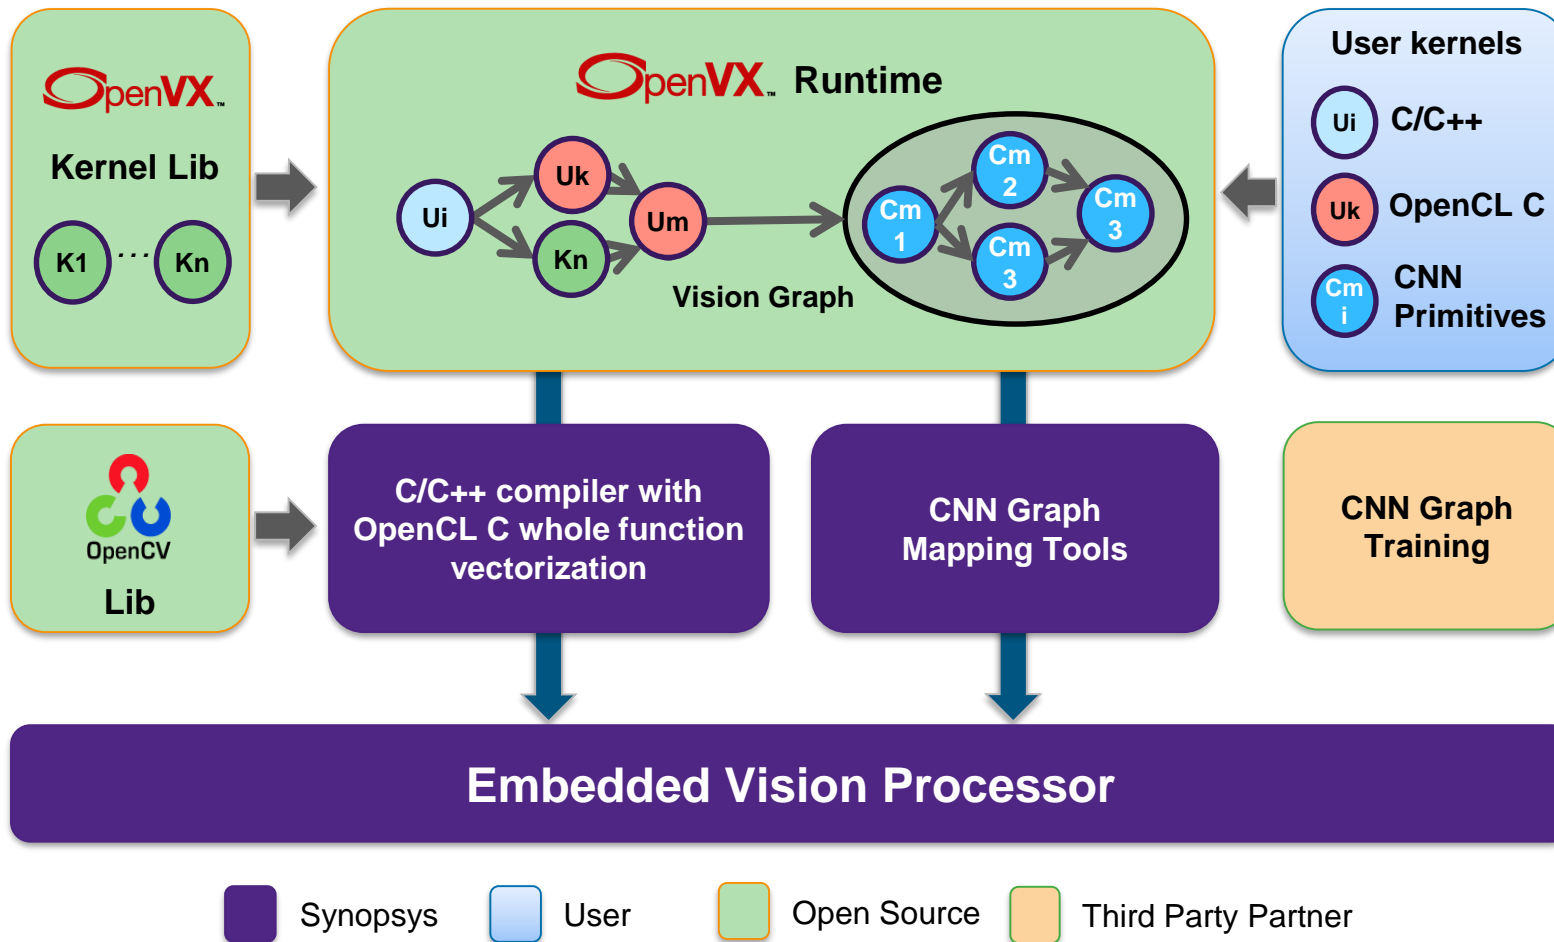 OpenVX™
Kernel Lib
K1
...
Kn
OpenVX™ Runtime
Ui
Uk
Kn
Um
Vision Graph
Cm
1
Cm
2
Cm
3
Cm
3
User kernels
Ui
C/C++
Uk
OpenCL C
Cm
i
CNN
Primitives
OpenCV
Lib
C/C++ compiler with
OpenCL C whole function
vectorization
CNN Graph
Mapping Tools
CNN Graph
Training
Embedded Vision Processor
Synopsys
User
Open Source
Third Party Partner